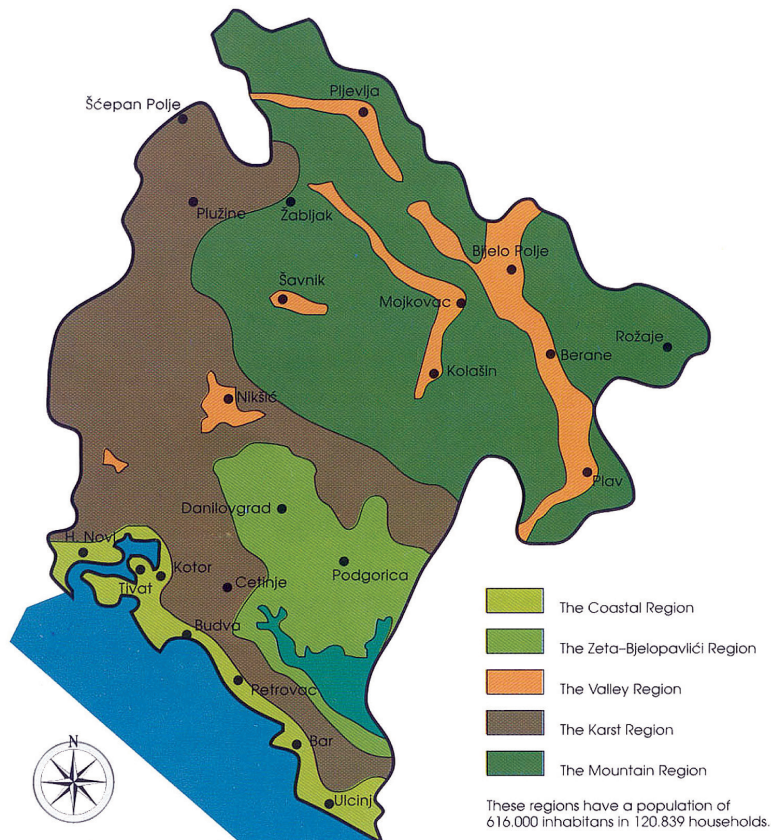 Pljevlja
Šćepan Polje
Plužine
Žabljak
Bijelo Polje
Šavnik
Mojkovac
Rožaje
Berane
Kolašin
Nikšić
Plav
Danilovgrad
H. Novi
Podgorica
Kotor
Tivat
Cetinje
Budva
Petrovac
Bar
Ulcinj
N
The Coastal Region
The Zeta–Bjelopavlići Region
The Valley Region
The Karst Region
The Mountain Region
These regions have a population of
616.000 inhabitans in 120.839 households.